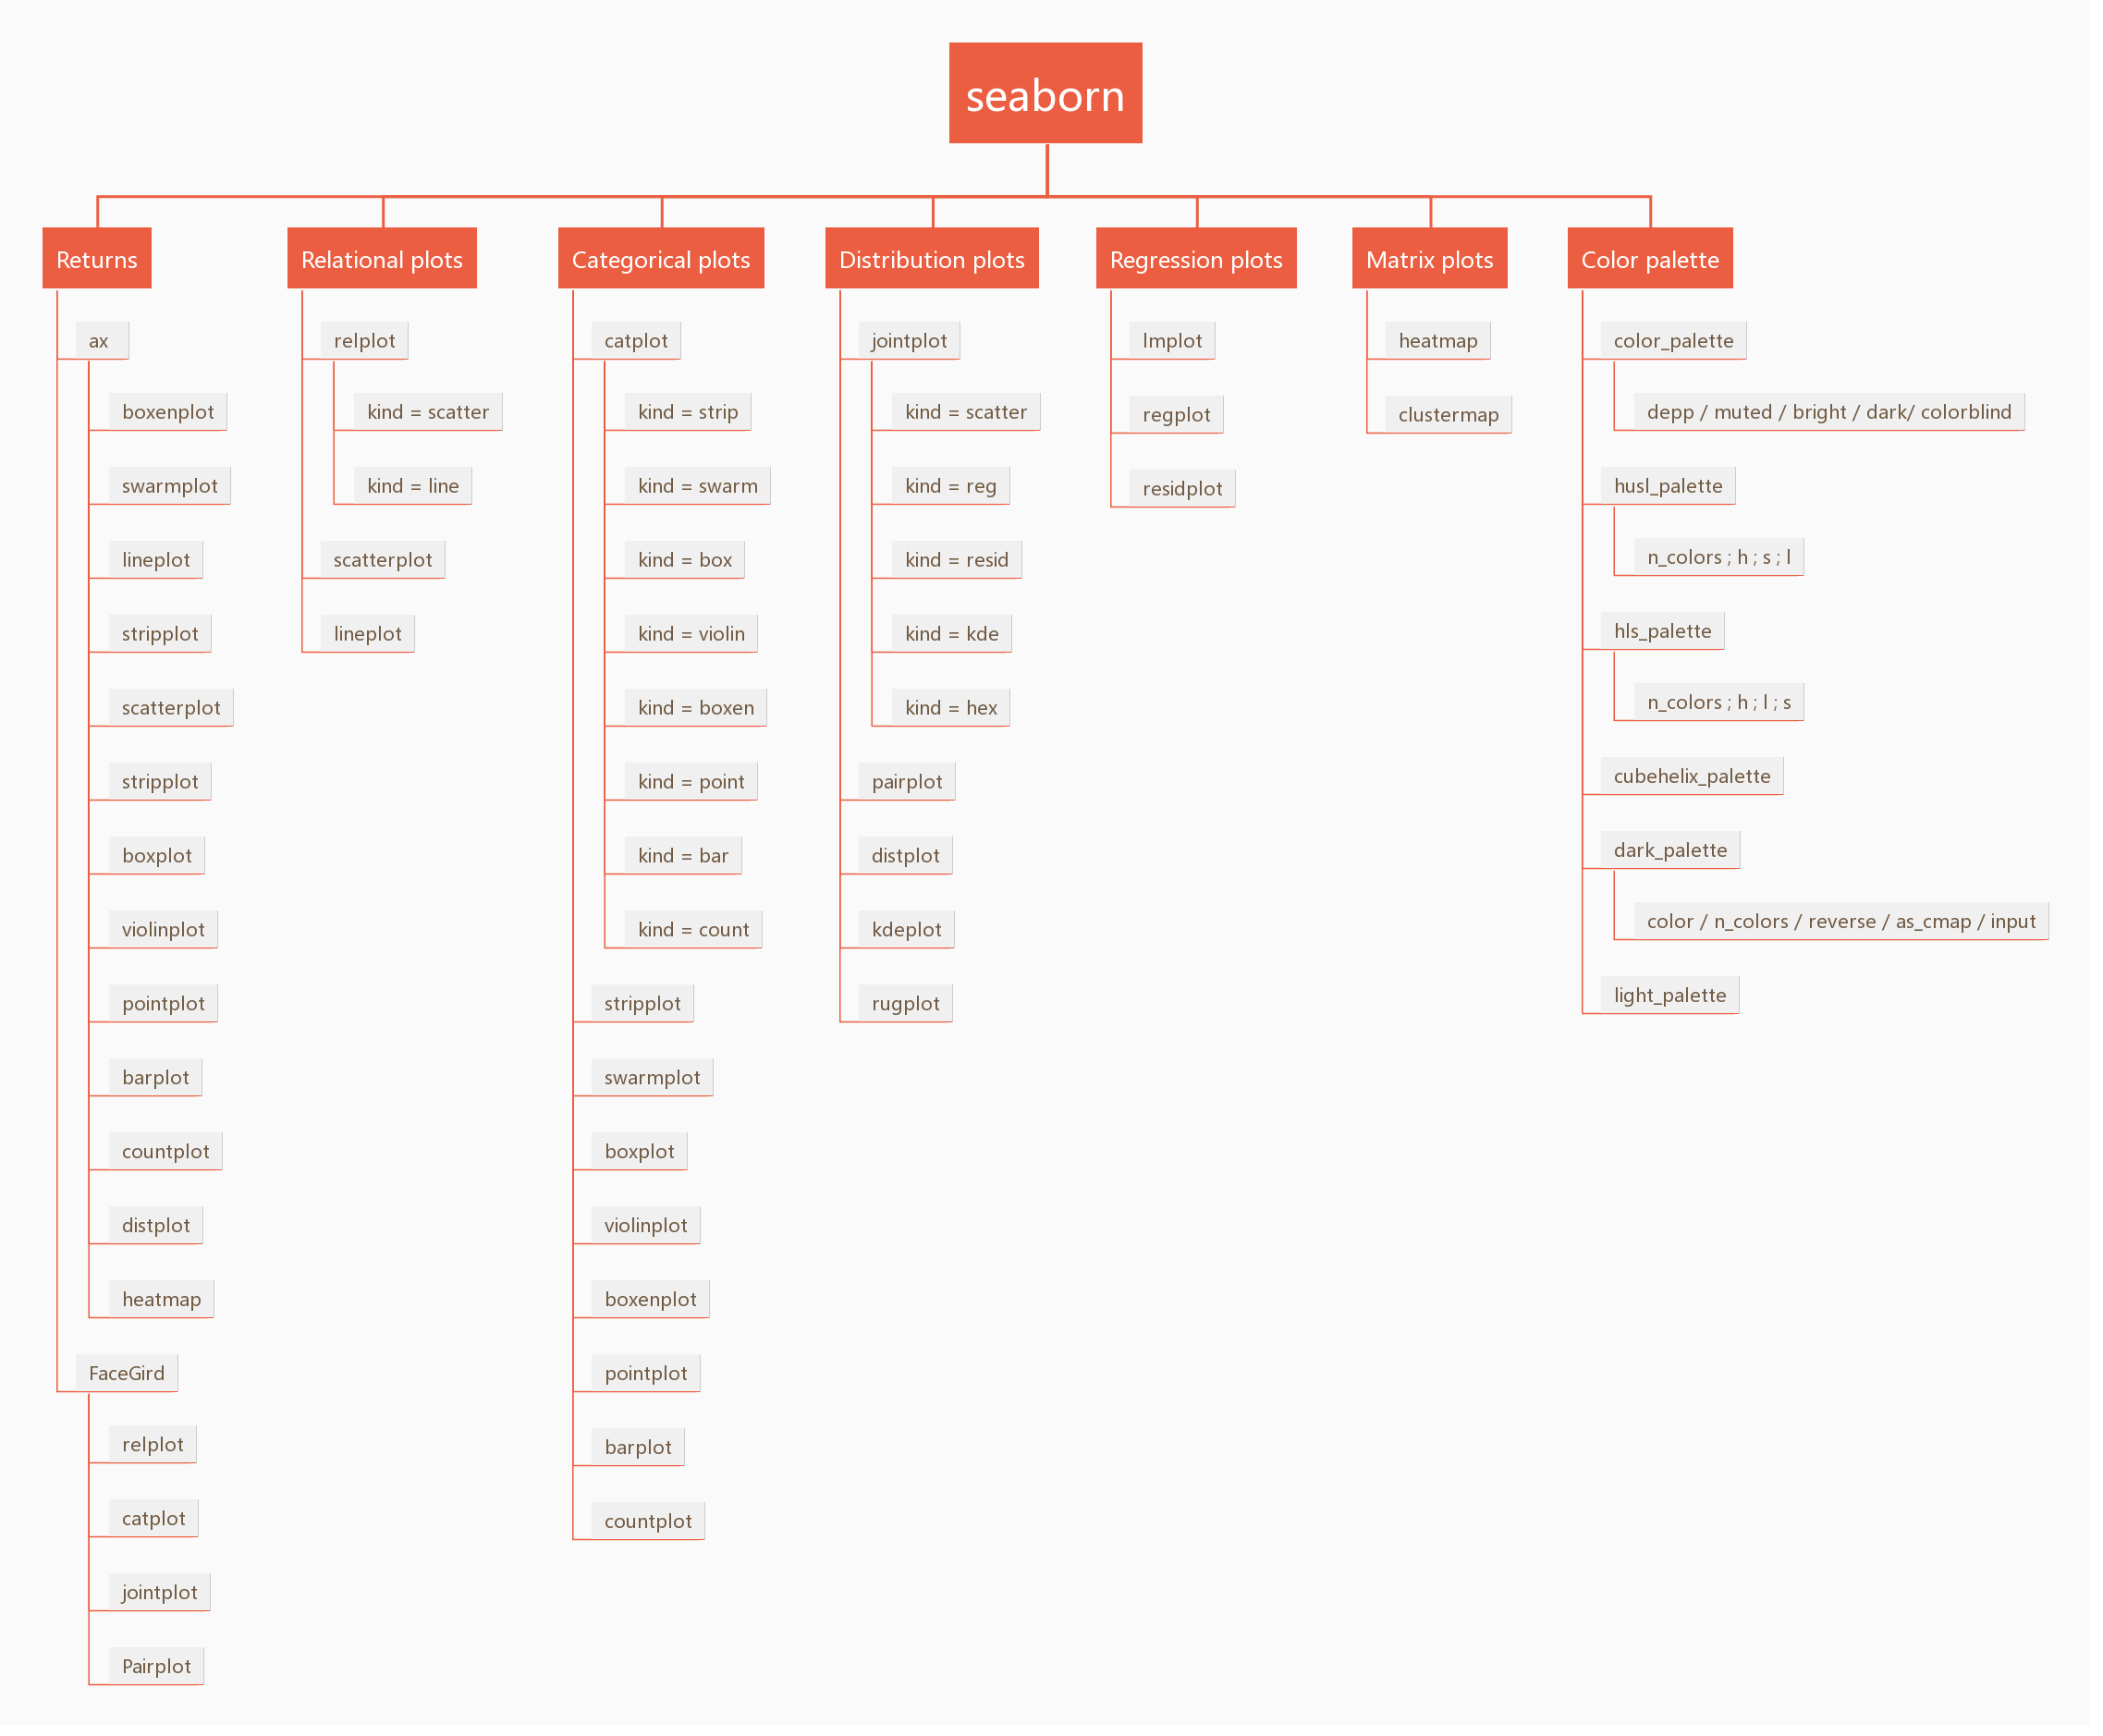 seaborn
Returns
ax
boxenplot
swarmplot
lineplot
stripplot
scatterplot
stripplot
boxplot
violinplot
pointplot
barplot
countplot
distplot
heatmap
FaceGird
relplot
catplot
jointplot
Pairplot
Relational plots
relplot
kind = scatter
kind = line
scatterplot
lineplot
Categorical plots
catplot
kind = strip
kind = swarm
kind = box
kind = violin
kind = boxen
kind = point
kind = bar
kind = count
stripplot
swarmplot
boxplot
violinplot
boxenplot
pointplot
barplot
countplot
Distribution plots
jointplot
kind = scatter
kind = reg
kind = resid
kind = kde
kind = hex
pairplot
distplot
kdeplot
rugplot
Regression plots
lmplot
regplot
residplot
Matrix plots
heatmap
clustermap
Color palette
color_palette
depp / muted / bright / dark/ colorblind
husl_palette
n_colors ; h ; s ; l
hls_palette
n_colors ; h ; l ; s
cubehelix_palette
dark_palette
color / n_colors / reverse / as_cmap / input
light_palette